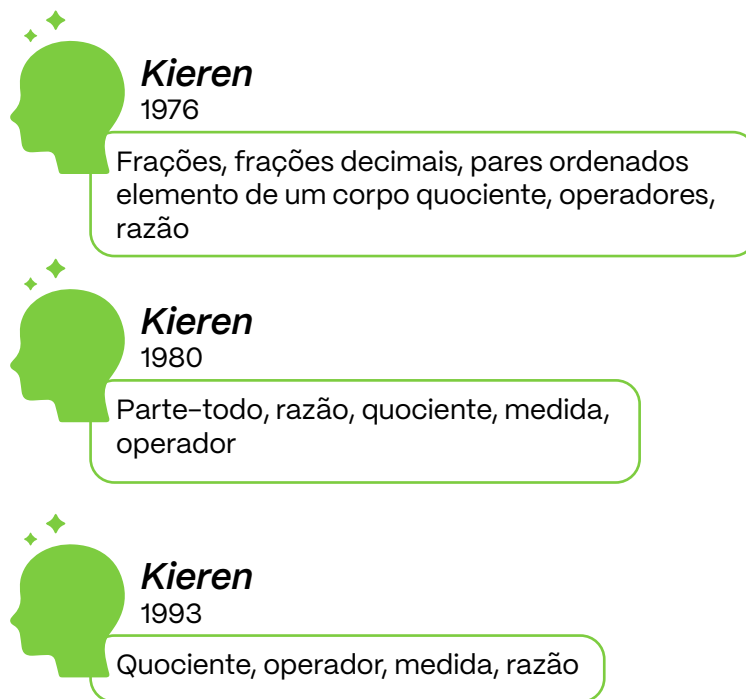 Kieren
1976
Frações, frações decimais, pares ordenados
elemento de um corpo quociente, operadores,
razão
Kieren
1980
Parte-todo, razão, quociente, medida,
operador
Kieren
1993
Quociente, operador, medida, razão